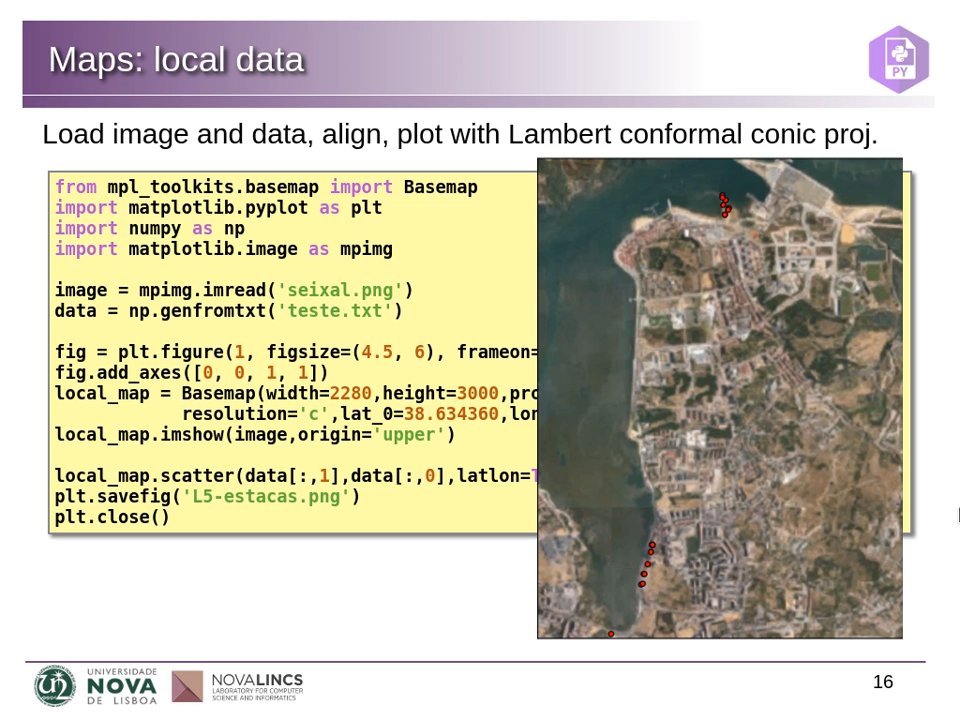 Maps: local data
PY
Load image and data, align, plot with Lambert conformal conic proj.
from mpl_toolkits.basemap import Basemap
import matplotlib.pyplot as plt
import numpy as np
import matplotlib.image as mpimg
image = mpimg.imread('seixal.png')
data = np.genfromtxt('teste.txt')
fig = plt.figure(1, figsize=(4.5, 6), frameon=
fig.add_axes([0, 0, 1, 1])
local_map = Basemap(width=2280,height=3000,pro
resolution='c',lat_0=38.634360,lon
local_map.imshow(image,origin='upper')
local_map.scatter(data[:,1],data[:,0],latlon=T
plt.savefig('L5-estacas.png')
plt.close()
UNIVERSIDADE
NOVA
DE LISBOA
NOVALINCS
LABORATORY FOR COMPUTER
SCIENCE AND INFORMATICS
16